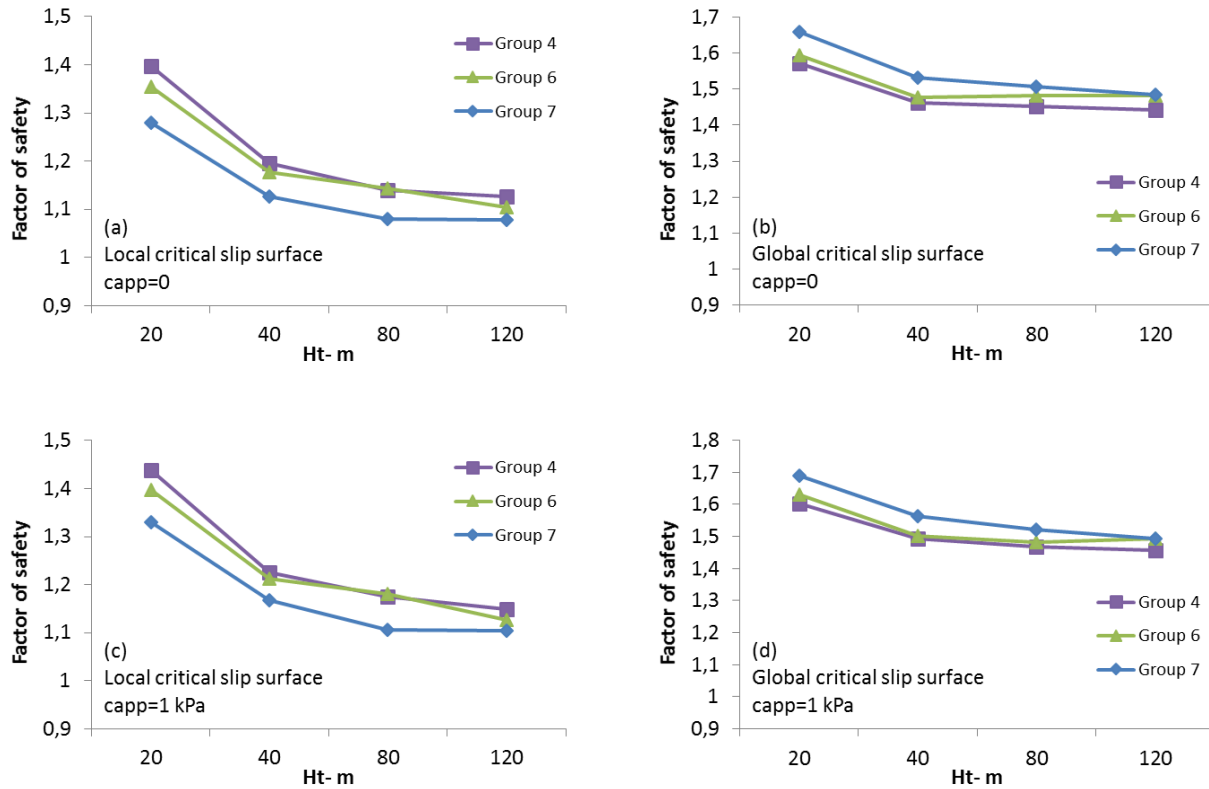 Factor of safety
1,5
1,4
1,3
1,2
1,1
1
0,9
Group 4
Group 6
Group 7
(a)
Local critical slip surface
capp=0
20 40 80 120
Ht- m
Factor of safety
1,7
1,6
1,5
1,4
1,3
1,2
1,1
1
0,9
Group 4
Group 6
Group 7
(b)
Global critical slip surface
capp=0
20 40 80 120
Ht- m
Factor of safety
1,5
1,4
1,3
1,2
1,1
1
0,9
Group 4
Group 6
Group 7
(c)
Local critical slip surface
capp=1 kPa
20 40 80 120
Ht- m
Factor of safety
1,8
1,7
1,6
1,5
1,4
1,3
1,2
1,1
1
0,9
Group 4
Group 6
Group 7
(d)
Global critical slip surface
capp=1 kPa
20 40 80 120
Ht- m